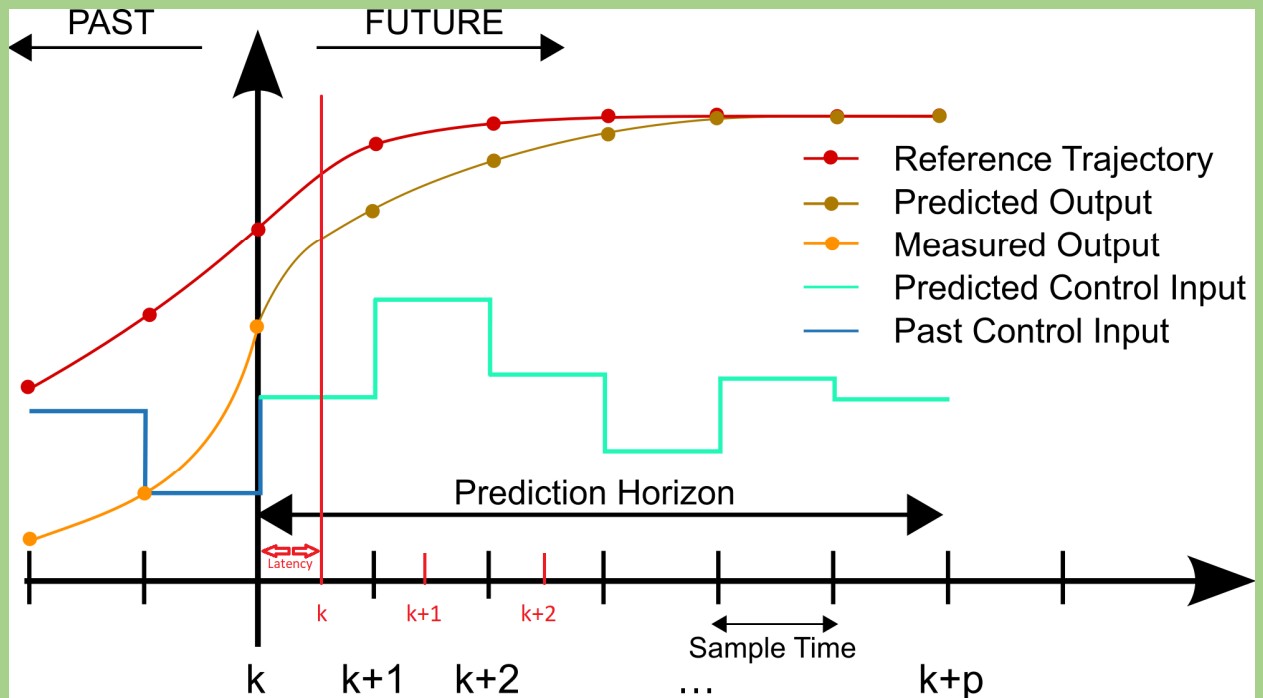 PAST
FUTURE
Reference Trajectory
Predicted Output
Measured Output
Predicted Control Input
Past Control Input
Prediction Horizon
Latency
k
k+1
k+2
Sample Time
k
k+1
k+2
...
k+p